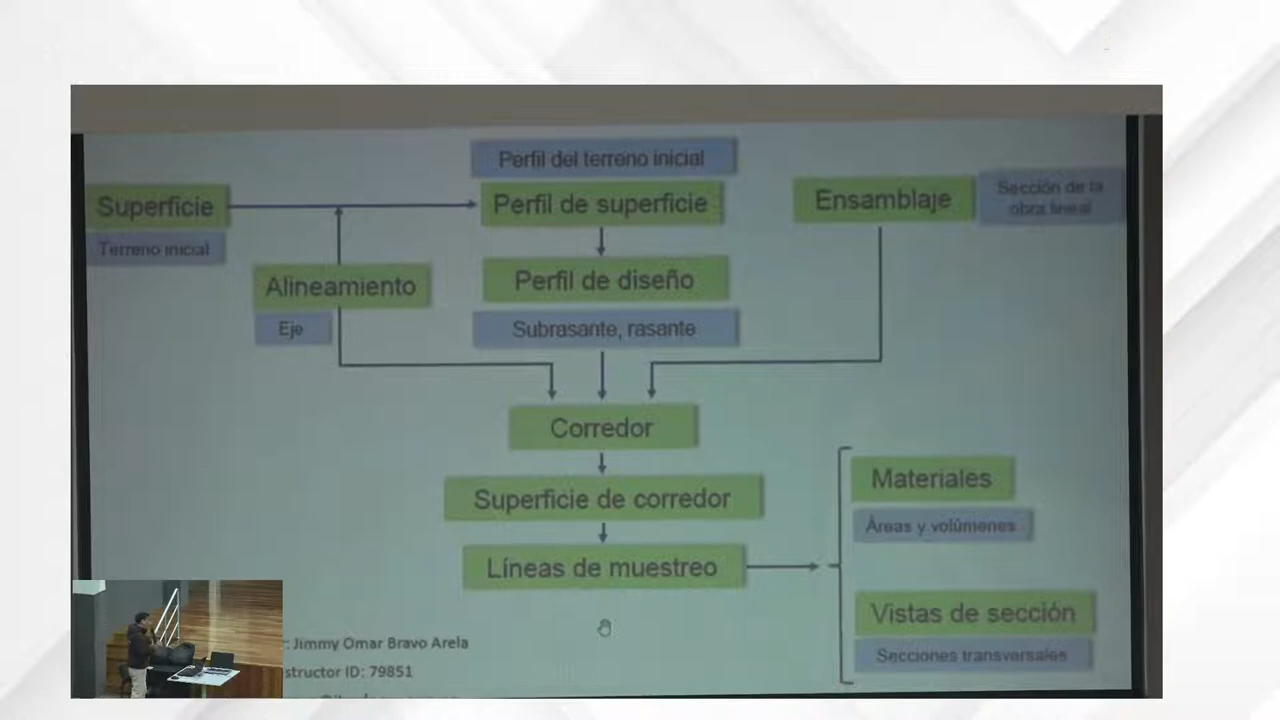 Perfil del terreno inicial
Superficie
Perfil de superficie
Ensamblaje
Sección de la
obra lineal
Terreno inicial
Alineamiento
Perfil de diseño
Eje
Subrasante, rasante
Corredor
Superficie de corredor
Materiales
Áreas y volúmenes
Líneas de muestreo
Vistas de sección
Secciones transversales
: Jimmy Omar Bravo Arela
structor ID: 79851